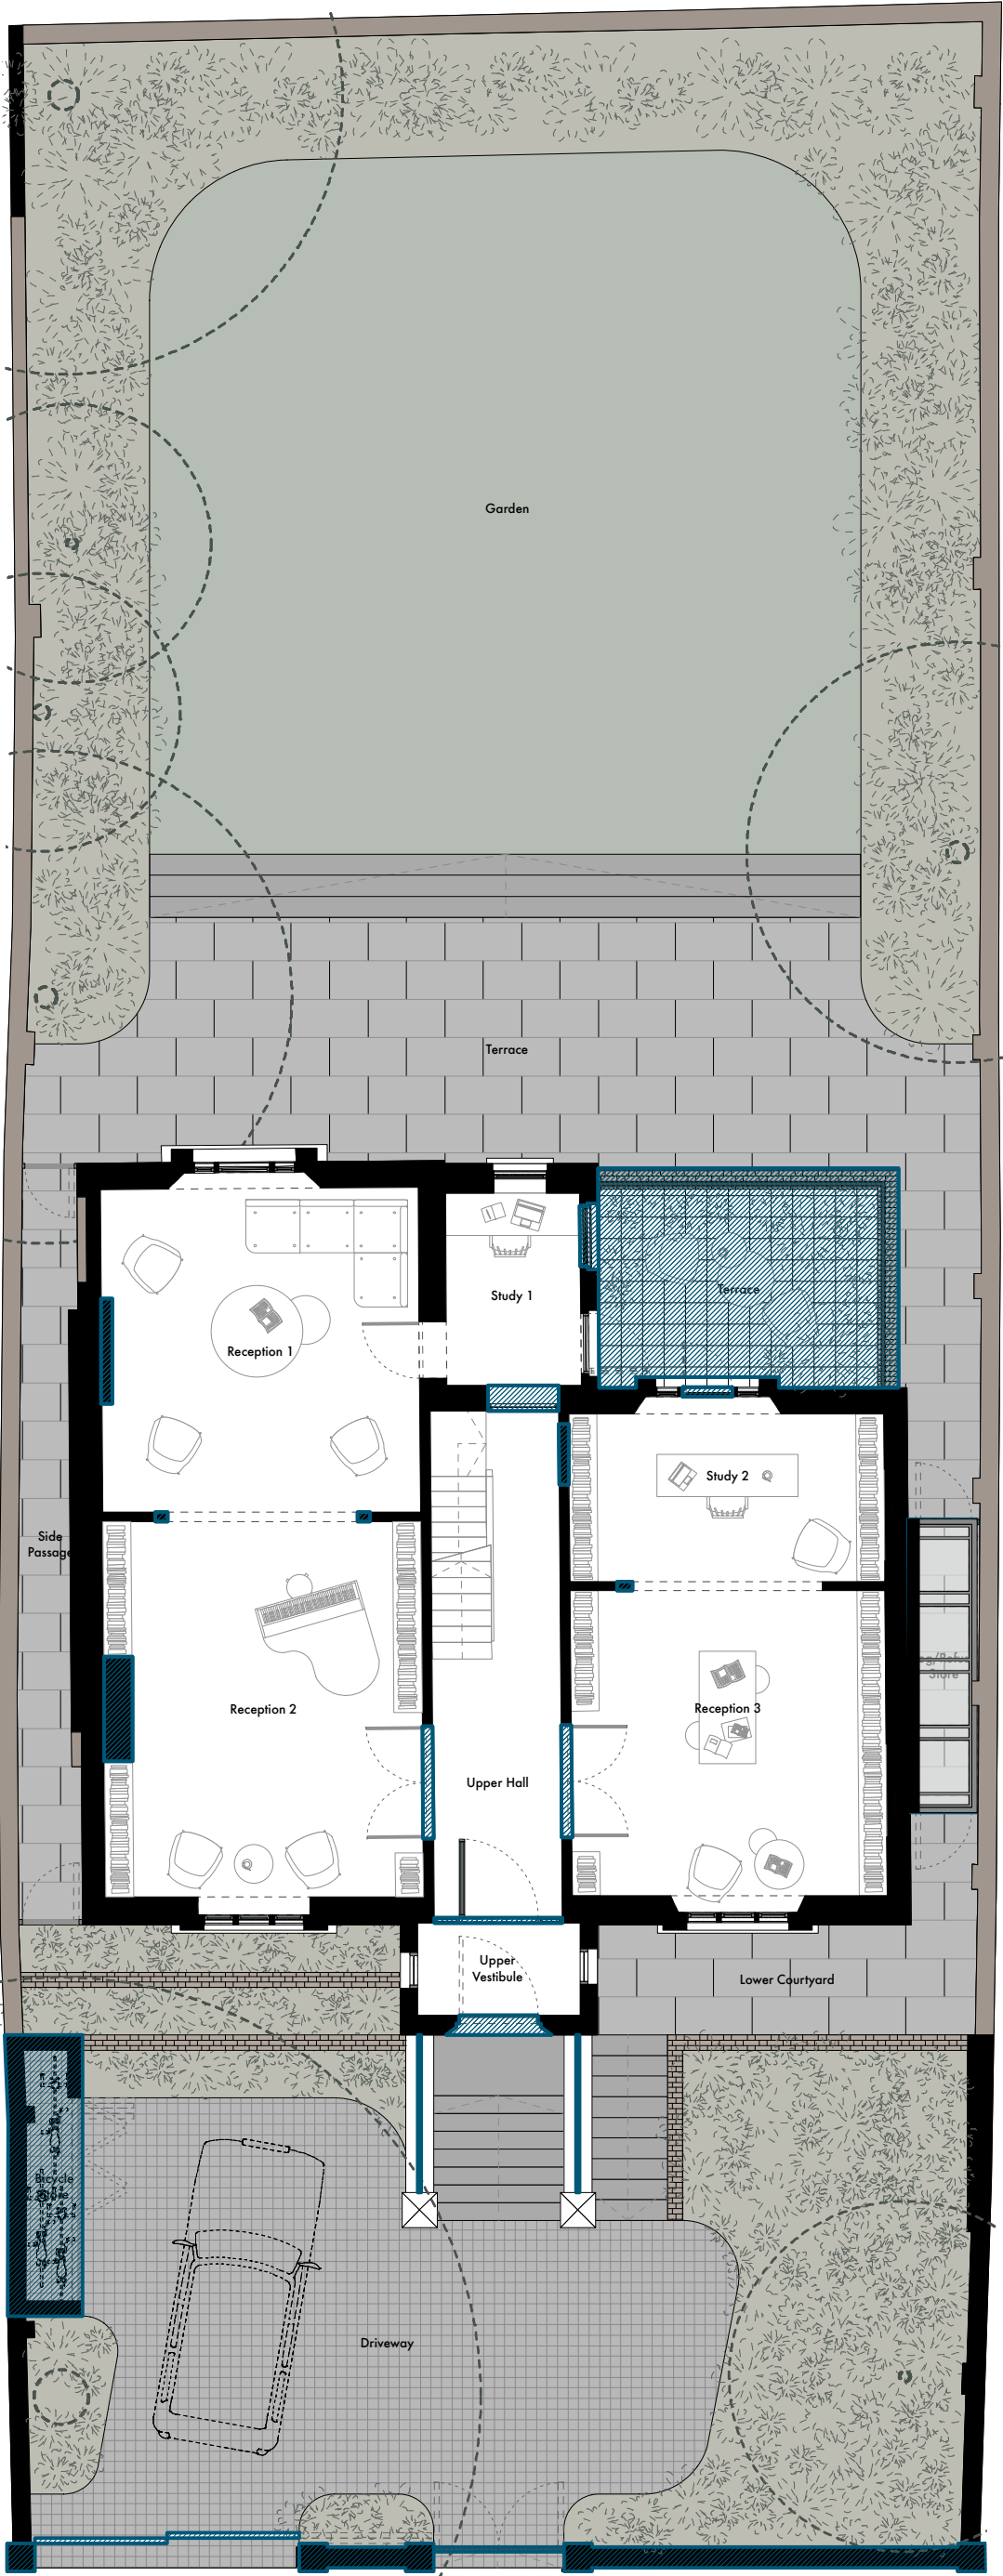 Garden
Terrace
Terrace
Study 1
Reception 1
Study 2
Side
Passage
Store
Reception 2
Reception 3
Upper Hall
Upper
Vestibule
Lower Courtyard
Bicycle
Driveway